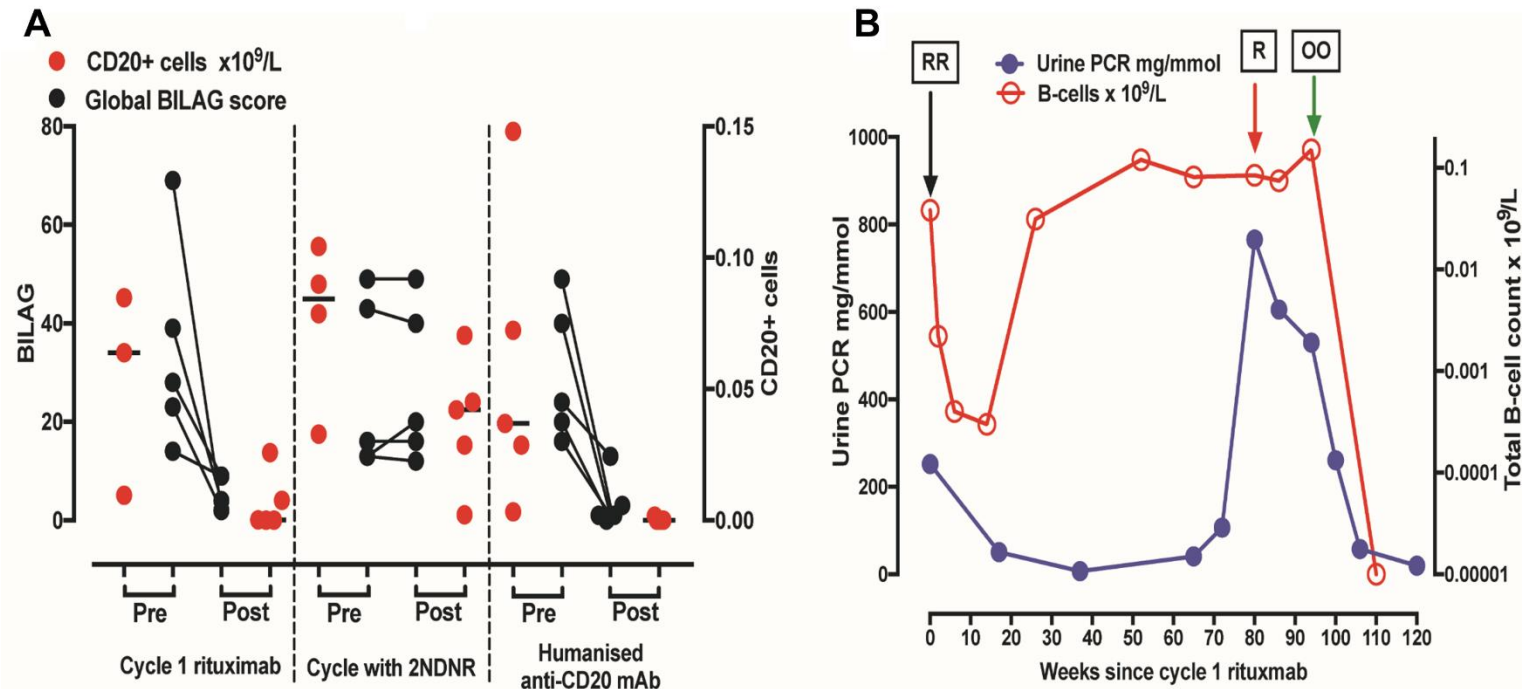 A
CD20+ cells x10⁹/L
Global BILAG score
80
60
40
20
0
BILAG
0.15
0.10
0.05
0.00
CD20+ cells
Pre
Post
Pre
Post
Pre
Post
Cycle 1 rituximab
Cycle with 2NDNR
Humanised
anti-CD20 mAb
B
RR
R
OO
Urine PCR mg/mmol
B-cells x 10⁹/L
1000
800
600
400
200
0
Urine PCR mg/mmol
0.1
0.01
0.001
0.0001
0.00001
Total B-cell count x 10⁹/L
0 10 20 30 40 50 60 70 80 90 100 110 120
Weeks since cycle 1 rituxmab